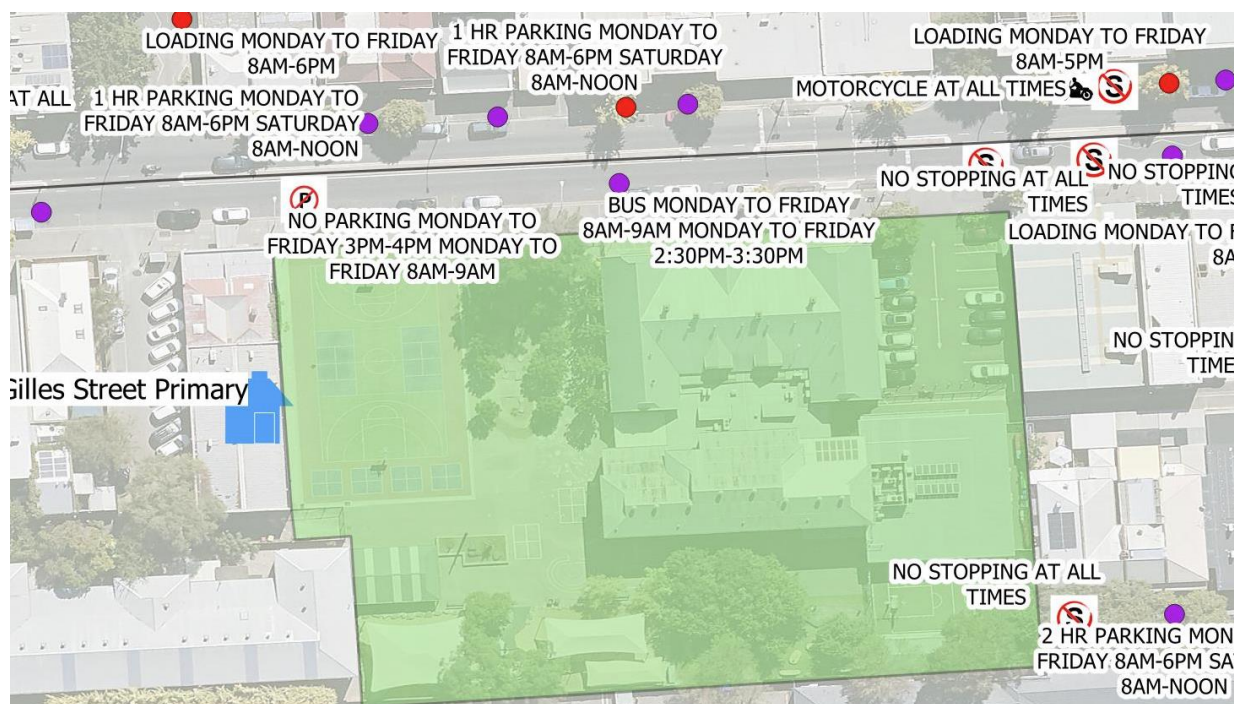 LOADING MONDAY TO FRIDAY
8AM-6PM
1 HR PARKING MONDAY TO
FRIDAY 8AM-6PM SATURDAY
8AM-NOON
LOADING MONDAY TO FRIDAY
8AM-5PM
MOTORCYCLE AT ALL TIMES
S
AT ALL
1 HR PARKING MONDAY TO
FRIDAY 8AM-6PM SATURDAY
8AM-NOON
S
S
NO STOPPING AT ALL
TIMES
NO STOPPING
TIMES
P
NO PARKING MONDAY TO
FRIDAY 3PM-4PM MONDAY TO
FRIDAY 8AM-9AM
BUS MONDAY TO FRIDAY
8AM-9AM MONDAY TO FRIDAY
2:30PM-3:30PM
LOADING MONDAY TO
8A
NO STOPPIN
TIME
Gilles Street Primary
NO STOPPING AT ALL
TIMES
S
2 HR PARKING MON
FRIDAY 8AM-6PM SA
8AM-NOON